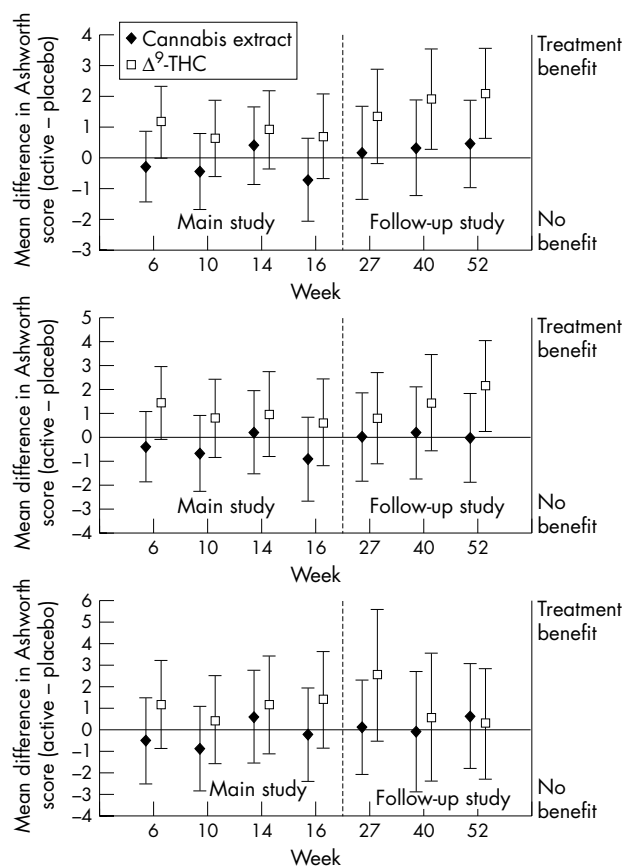 Cannabis extract
Δ⁹-THC
Mean difference in Ashworth
score (active – placebo)
4
3
2
1
0
–1
–2
–3
Treatment
benefit
No
benefit
Main study
Follow-up study
6 10 14 16 27 40 52
Week
Mean difference in Ashworth
score (active – placebo)
5
4
3
2
1
0
–1
–2
–3
–4
Treatment
benefit
No
benefit
Main study
Follow-up study
6 10 14 16 27 40 52
Week
Mean difference in Ashworth
score (active – placebo)
6
5
4
3
2
1
0
–1
–2
–3
–4
Treatment
benefit
No
benefit
Main study
Follow-up study
6 10 14 16 27 40 52
Week